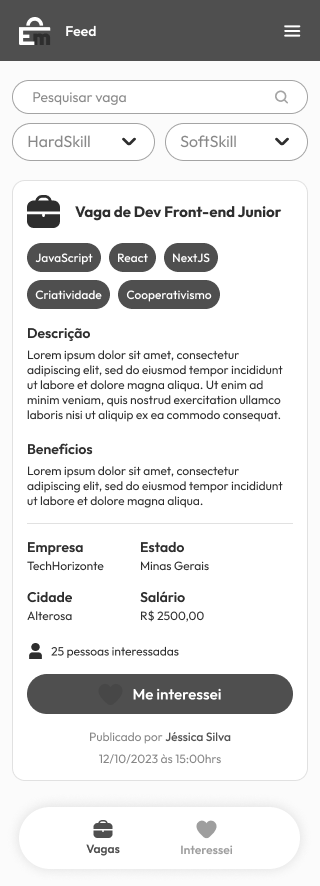 Em Feed
Pesquisar vaga
HardSkill SoftSkill
Vaga de Dev Front-end Junior
JavaScript React NextJS
Criatividade Cooperativismo
Descrição
Lorem ipsum dolor sit amet, consectetur
adipiscing elit, sed do eiusmod tempor incididunt
ut labore et dolore magna aliqua. Ut enim ad
minim veniam, quis nostrud exercitation ullamco
laboris nisi ut aliquip ex ea commodo consequat.
Benefícios
Lorem ipsum dolor sit amet, consectetur
adipiscing elit, sed do eiusmod tempor incididunt
ut labore et dolore magna aliqua.
Empresa Estado
TechHorizonte Minas Gerais
Cidade Salário
Alterosa R$ 2500,00
25 pessoas interessadas
Me interessei
Publicado por Jéssica Silva
12/10/2023 às 15:00hrs
Vagas Interessei